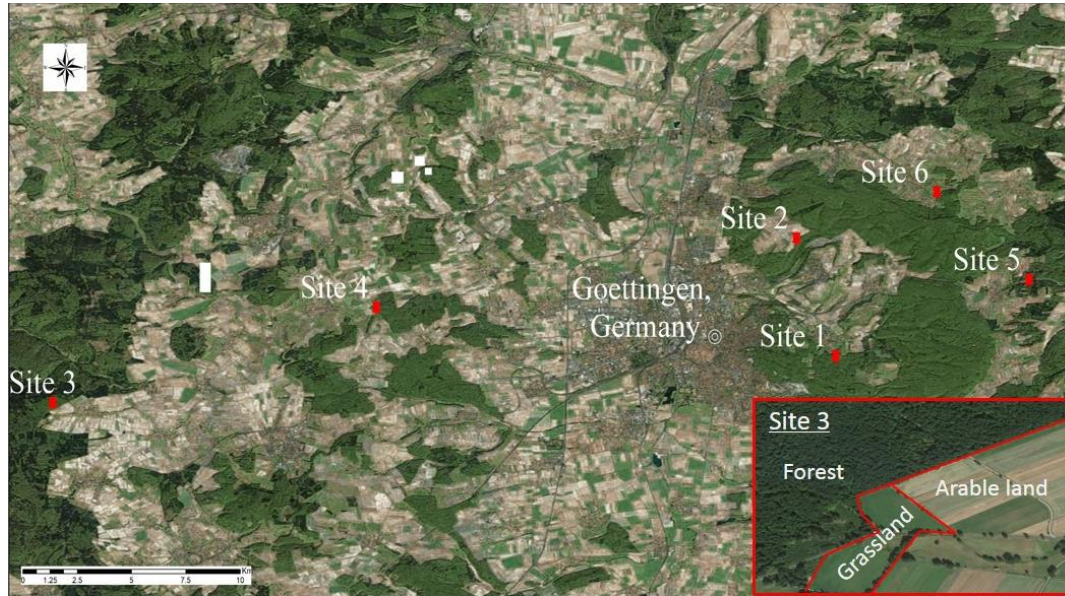 Site 6
Site 2
Site 5
Site 4
Goettingen,
Germany
Site 1
Site 3
Site 3
Forest
Arable land
Grassland
Km
0 1.25 2.5 5 7.5 10